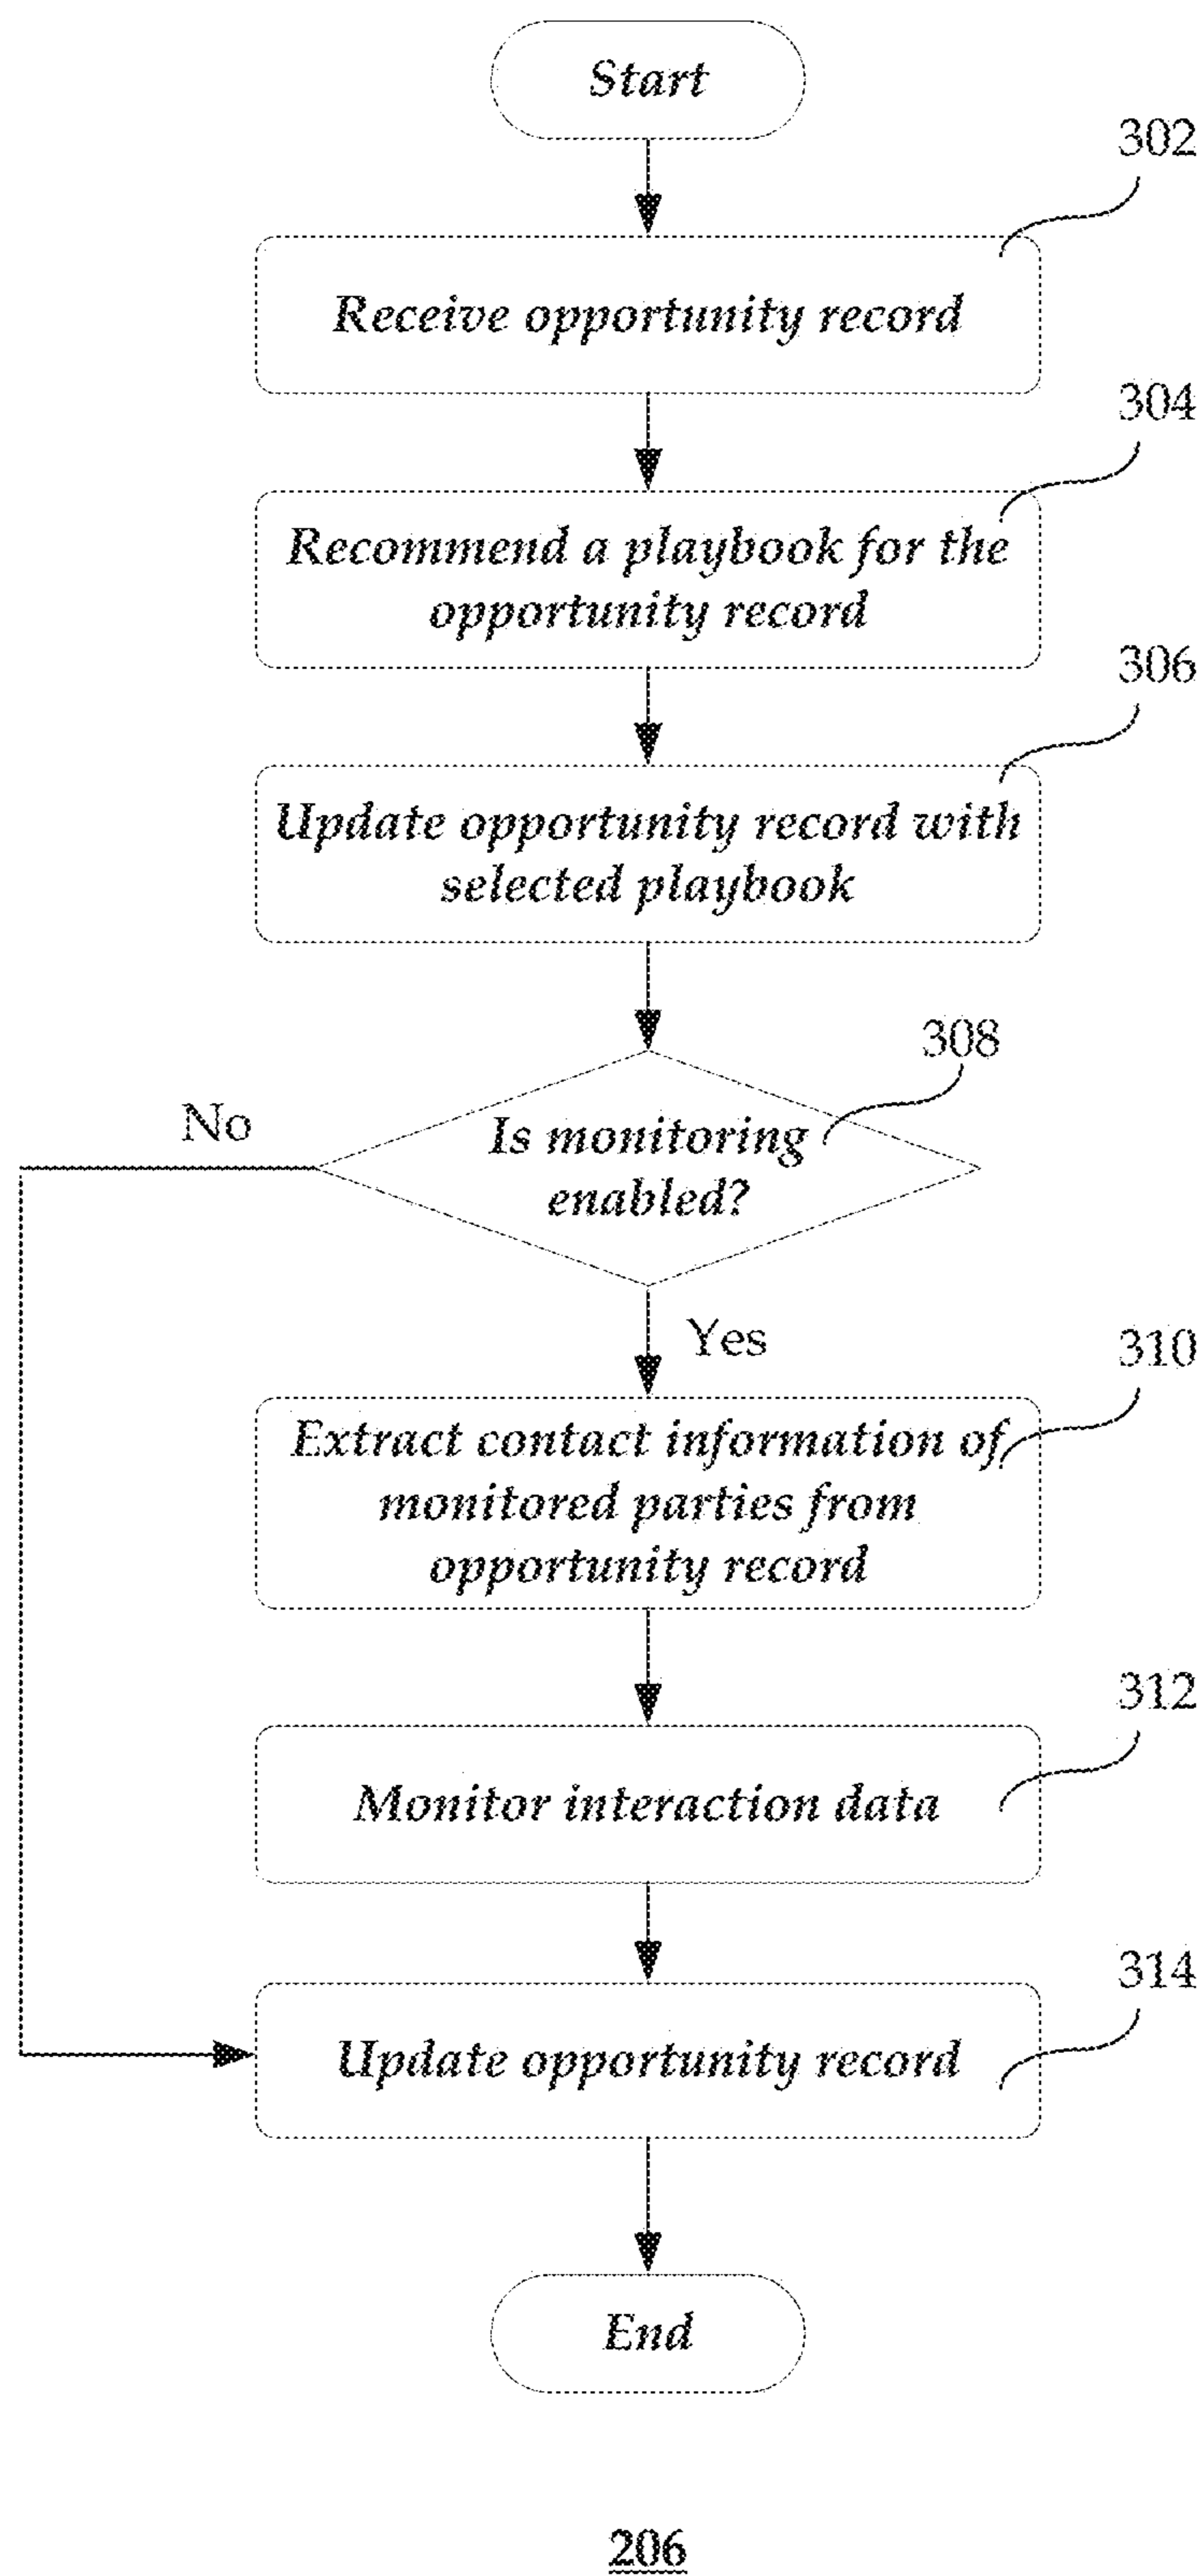 Start
302
Receive opportunity record
304
Recommend a playbook for the
opportunity record
306
Update opportunity record with
selected playbook
308
No
Is monitoring
enabled?
Yes
310
Extract contact information of
monitored parties from
opportunity record
312
Monitor interaction data
314
Update opportunity record
End
206